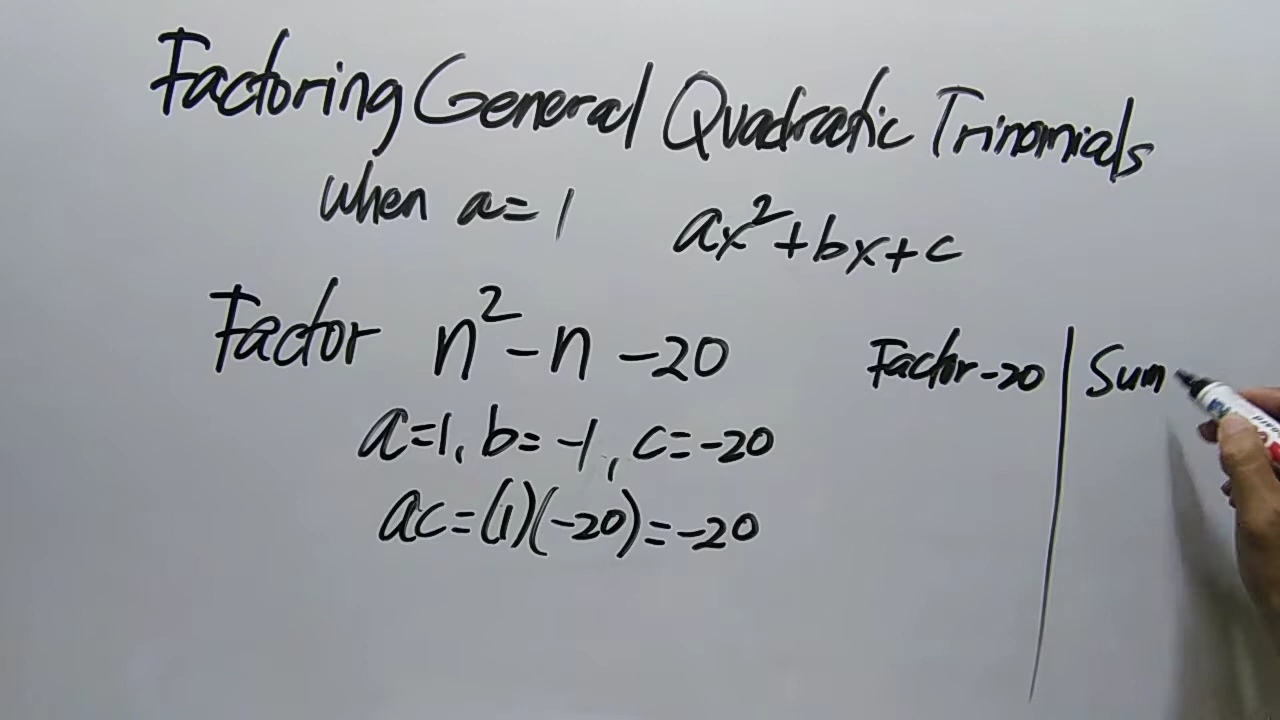 Factoring General Quadratic Trinomials
when a=1 ax²+bx+c
Factor n²-n-20
Factor-20 | Sum
a=1, b=-1, c=-20
ac=(1)(-20)=-20